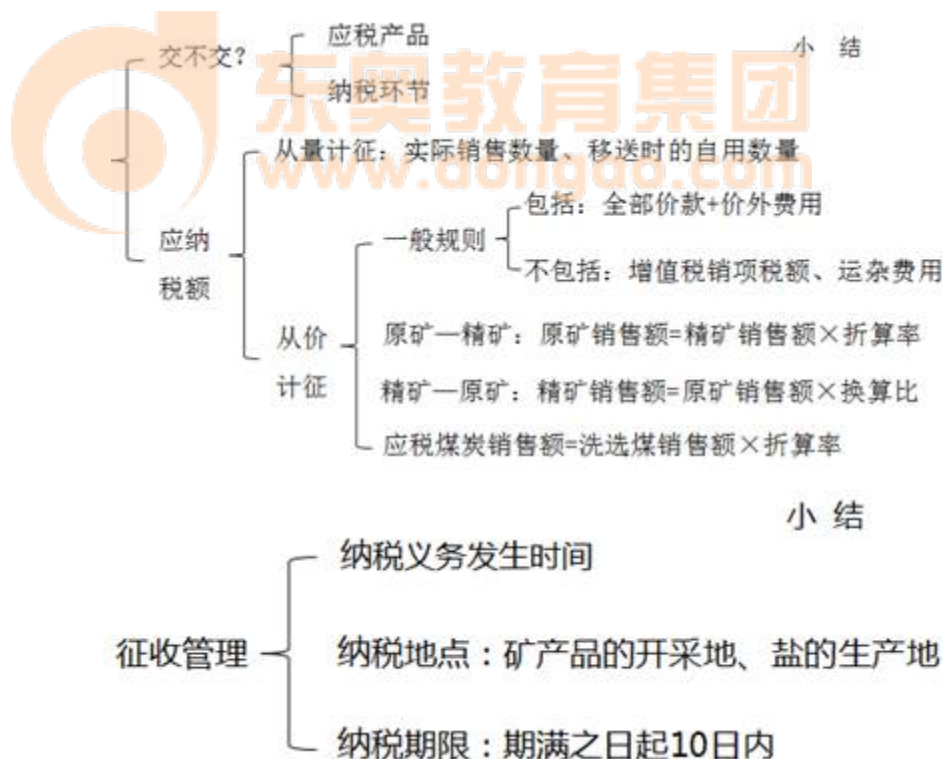 小 结
交不交？
应税产品
纳税环节
东奥教育集团
www.dongao.com
应纳
税额
从量计征：实际销售数量、移送时的自用数量
从价
计征
一般规则
包括：全部价款+价外费用
不包括：增值税销项税额、运杂费用
原矿—精矿：原矿销售额=精矿销售额×折算率
精矿—原矿：精矿销售额=原矿销售额×换算比
应税煤炭销售额=洗选煤销售额×折算率
小 结
征收管理
纳税义务发生时间
纳税地点：矿产品的开采地、盐的生产地
纳税期限：期满之日起10日内